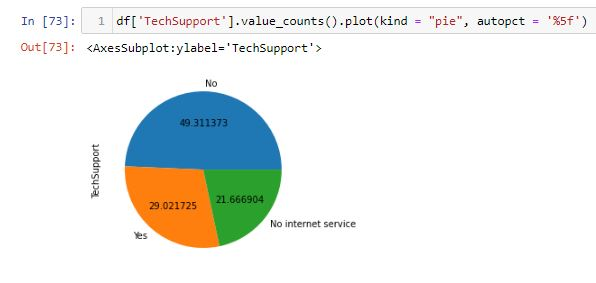 In [73]: 1 df['TechSupport'].value_counts().plot(kind = "pie", autopct = '%5f')
Out[73]: <AxesSubplot:ylabel='TechSupport'>
No
49.311373
TechSupport
29.021725
21.666904
Yes
No internet service